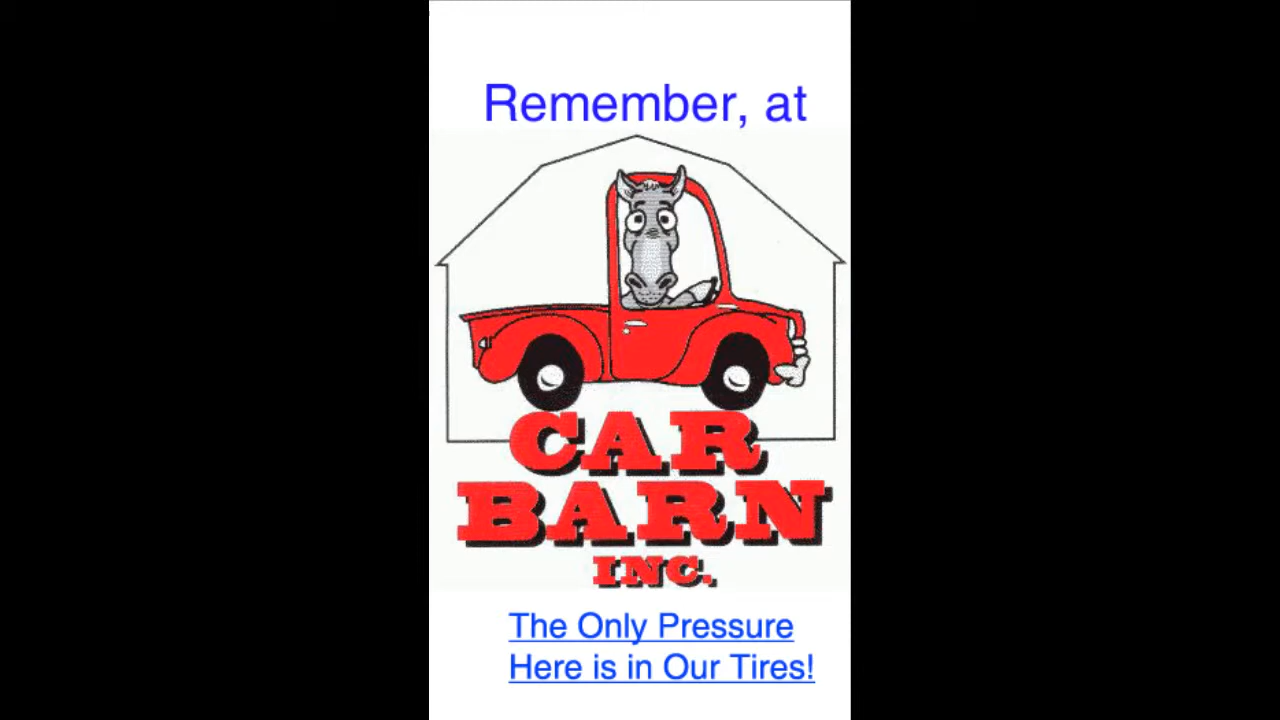 Remember, at
CAR
BARN
INC.
The Only Pressure
Here is in Our Tires!